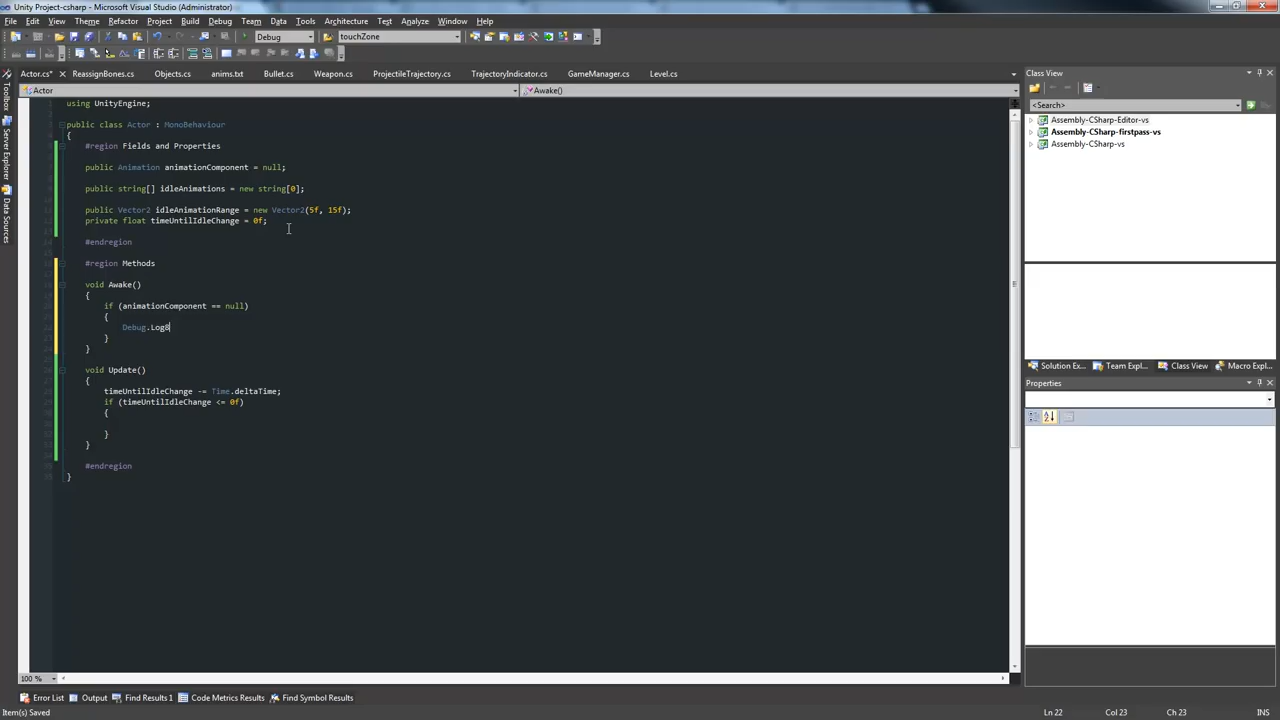 Unity Project-csharp - Microsoft Visual Studio (Administrator)
File Edit View Theme Refactor Project Build Debug Team Data Tools Architecture Test Analyze Window Help
Debug touchZone
Actor.cs* ReassignBones.cs Objects.cs anims.txt Bullet.cs Weapon.cs ProjectileTrajectory.cs TrajectoryIndicator.cs GameManager.cs Level.cs
Actor Awake()
Toolbox
Server Explorer
Data Sources
using UnityEngine;
public class Actor : MonoBehaviour
{
#region Fields and Properties
public Animation animationComponent = null;
public string[] idleAnimations = new string[0];
public Vector2 idleAnimationRange = new Vector2(5f, 15f);
private float timeUntilIdleChange = 0f;
#endregion
#region Methods
void Awake()
{
if (animationComponent == null)
{
Debug.Log8
}
}
void Update()
{
timeUntilIdleChange -= Time.deltaTime;
if (timeUntilIdleChange <= 0f)
{
}
}
#endregion
}
Class View
<Search>
Assembly-CSharp-Editor-vs
Assembly-CSharp-firstpass-vs
Assembly-CSharp-vs
Solution Ex... Team Expl... Class View Macro Expl...
Properties
100 %
Error List Output Find Results 1 Code Metrics Results Find Symbol Results
Item(s) Saved Ln 22 Col 23 Ch 23 INS